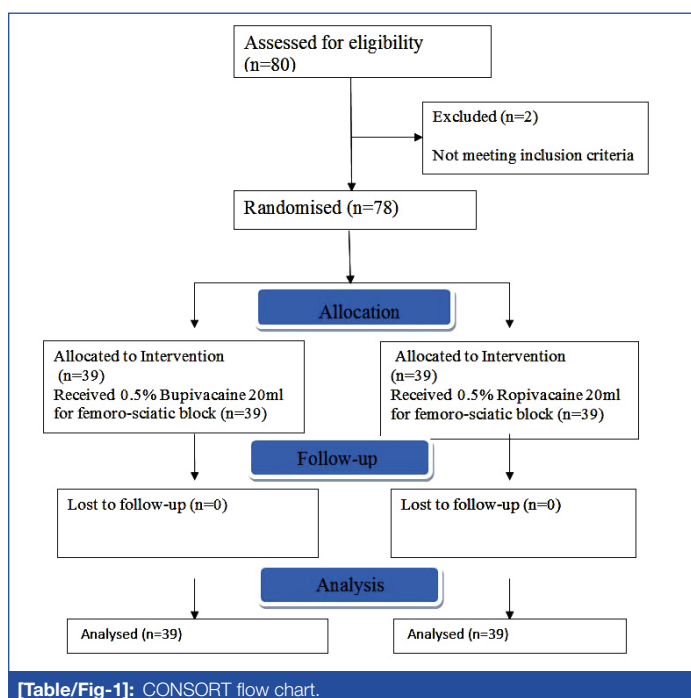 Assessed for eligibility
(n=80)
Excluded (n=2)
Not meeting inclusion criteria
Randomised (n=78)
Allocation
Allocated to Intervention
(n=39)
Received 0.5% Bupivacaine 20ml
for femoro-sciatic block (n=39)
Allocated to Intervention
(n=39)
Received 0.5% Ropivacaine 20ml
for femoro-sciatic block (n=39)
Follow-up
Lost to follow-up (n=0)
Lost to follow-up (n=0)
Analysis
Analysed (n=39)
Analysed (n=39)
[Table/Fig-1]: CONSORT flow chart.